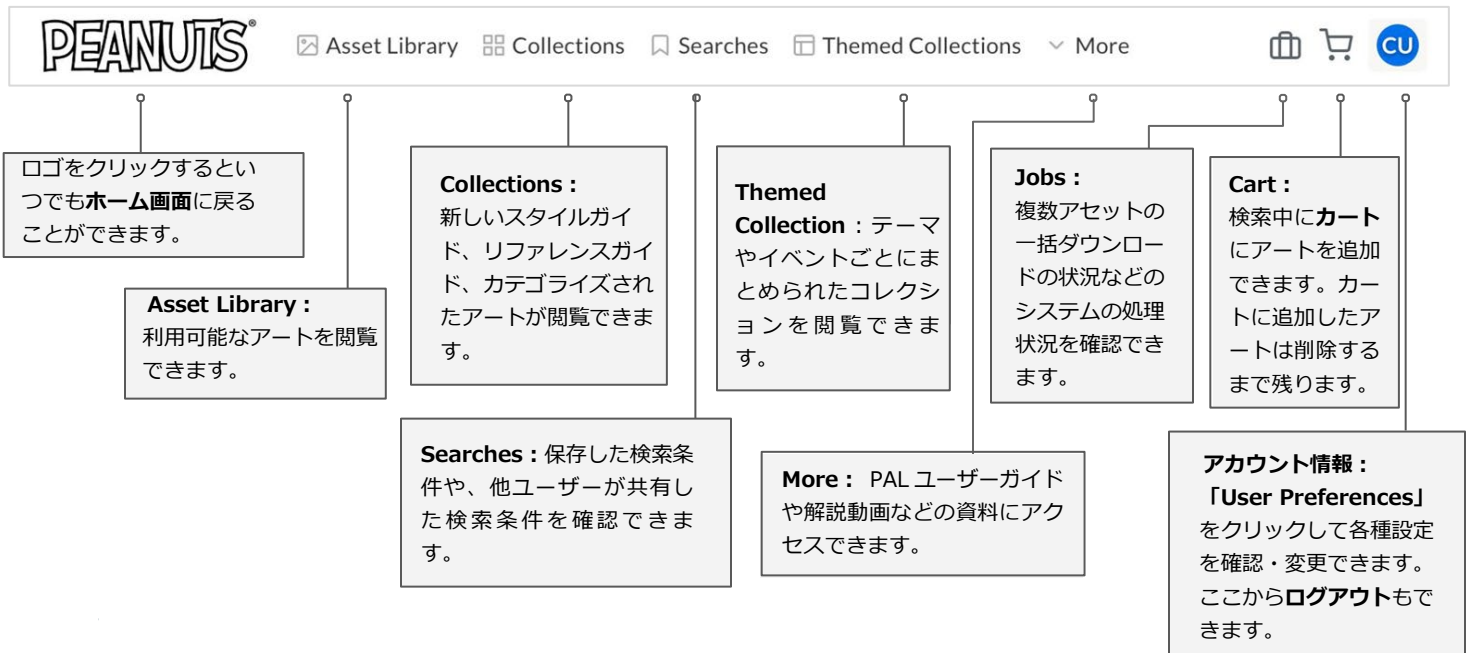 PEANUTS®
Asset Library Collections Searches Themed Collections More CU
ロゴをクリックするとい
つでもホーム画面に戻る
ことができます。
Asset Library：
利用可能なアートを閲覧
できます。
Collections：
新しいスタイルガイ
ド、リファレンスガイ
ド、カテゴライズされ
たアートが閲覧できま
す。
Searches：保存した検索条
件や、他ユーザーが共有し
た検索条件を確認できま
す。
Themed
Collection：テーマ
やイベントごとにま
とめられたコレクシ
ョンを閲覧できま
す。
More： PAL ユーザーガイド
や解説動画などの資料にアク
セスできます。
Jobs：
複数アセットの
一括ダウンロー
ドの状況などの
システムの処理
状況を確認でき
ます。
Cart：
検索中にカート
にアートを追加
できます。カー
トに追加したア
ートは削除する
まで残ります。
アカウント情報：
「User Preferences」
をクリックして各種設定
を確認・変更できます。
ここからログアウトもで
きます。